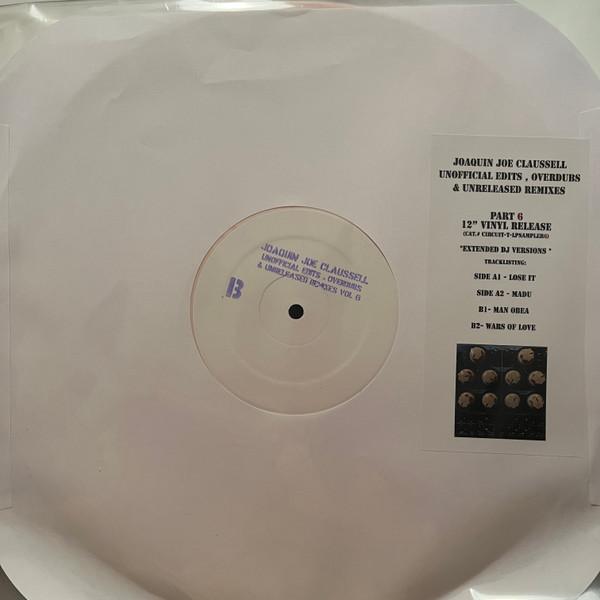 JOAQUIN JOE CLAUSSELL
UNOFFICIAL EDITS , OVERDUBS
& UNRELEASED REMIXES VOL 6
B
JOAQUIN JOE CLAUSSELL
UNOFFICIAL EDITS , OVERDUBS
& UNRELEASED REMIXES
PART 6
12" VINYL RELEASE
(CAT.# CIRCUIT-T-LPSAMPLER6)
"EXTENDED DJ VERSIONS "
TRACKLISTING:
SIDE A1 - LOSE IT
SIDE A2 - MADU
B1- MAN OBEA
B2- WARS OF LOVE